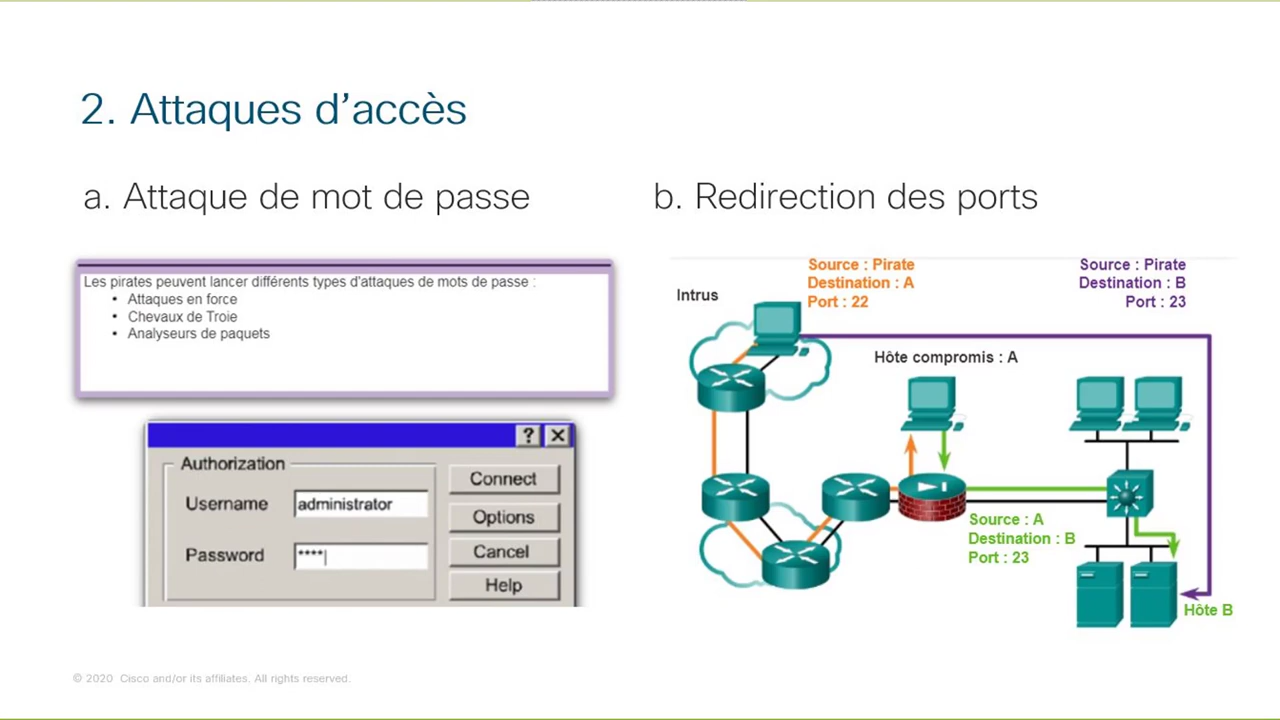 2. Attaques d’accès
a. Attaque de mot de passe
b. Redirection des ports
Les pirates peuvent lancer différents types d'attaques de mots de passe :
• Attaques en force
• Chevaux de Troie
• Analyseurs de paquets
? X
Authorization
Username
administrator
Password
****
Connect
Options
Cancel
Help
Source : Pirate
Destination : A
Port : 22
Source : Pirate
Destination : B
Port : 23
Intrus
Hôte compromis : A
Source : A
Destination : B
Port : 23
Hôte B
© 2020 Cisco and/or its affiliates. All rights reserved.